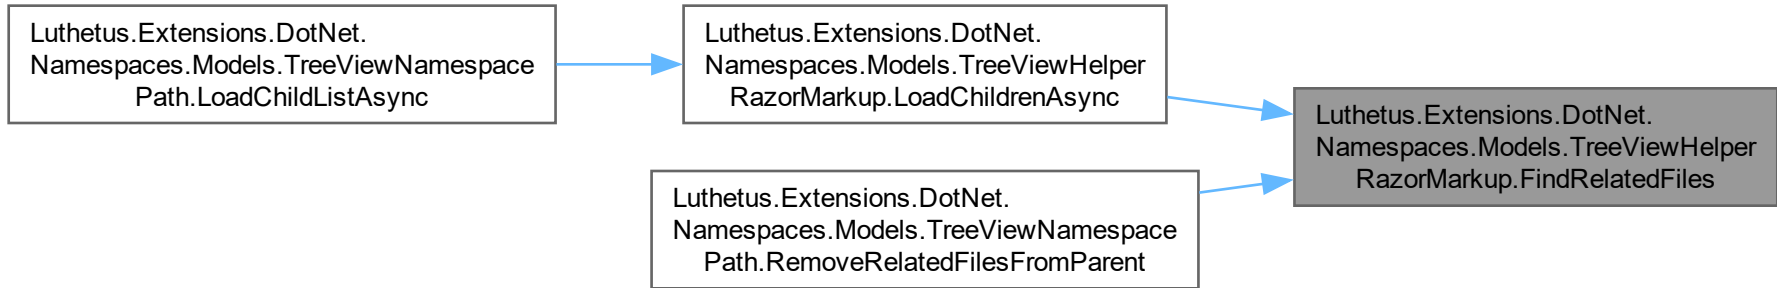 Luthetus.Extensions.DotNet.
Namespaces.Models.TreeViewNamespace
Path.LoadChildListAsync
Luthetus.Extensions.DotNet.
Namespaces.Models.TreeViewHelper
RazorMarkup.LoadChildrenAsync
Luthetus.Extensions.DotNet.
Namespaces.Models.TreeViewNamespace
Path.RemoveRelatedFilesFromParent
Luthetus.Extensions.DotNet.
Namespaces.Models.TreeViewHelper
RazorMarkup.FindRelatedFiles